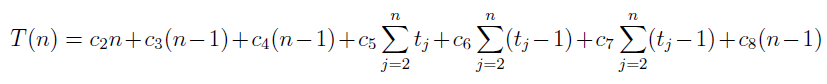 T(n) = c₂n + c₃(n−1) + c₄(n−1) + c₅ ∑_{j=2}^{n} t_j + c₆ ∑_{j=2}^{n} (t_j −1) + c₇ ∑_{j=2}^{n} (t_j −1) + c₈(n−1)